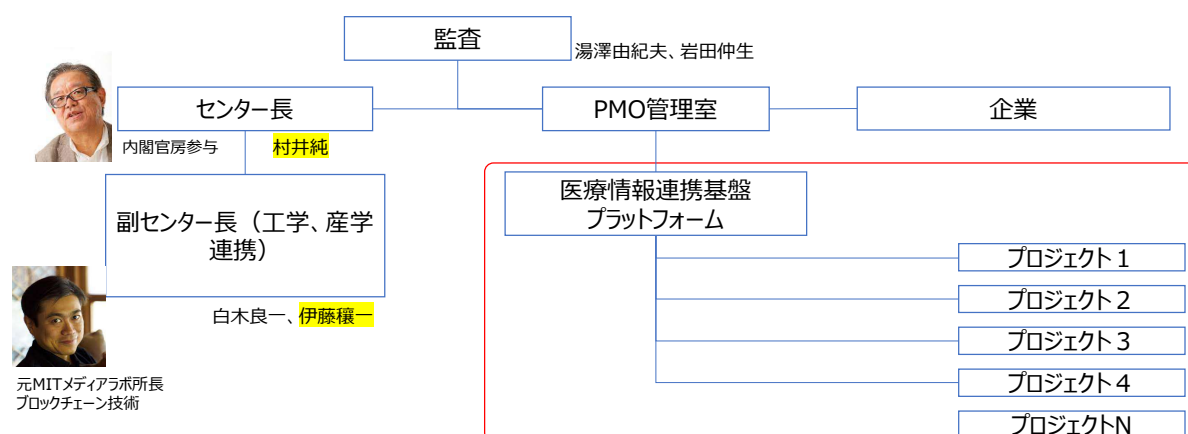 監査
湯澤由紀夫、岩田仲生
センター長
PMO管理室
企業
内閣官房参与
村井純
医療情報連携基盤
プラットフォーム
副センター長（工学、産学
連携）
プロジェクト１
プロジェクト２
白木良一、伊藤穰一
プロジェクト３
元MITメディアラボ所長
ブロックチェーン技術
プロジェクト４
プロジェクトN